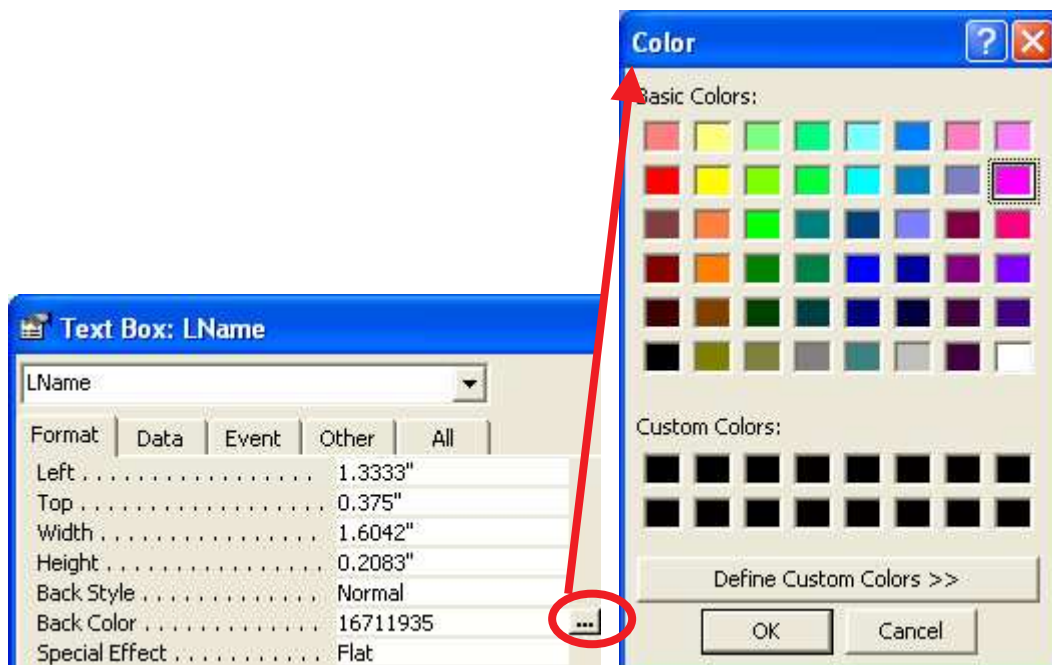 Text Box: LName
LName
Format Data Event Other All
Left . . . . . . . . . . . . . . . . . 1.3333"
Top . . . . . . . . . . . . . . . . . . 0.375"
Width . . . . . . . . . . . . . . . . 1.6042"
Height . . . . . . . . . . . . . . . . 0.2083"
Back Style . . . . . . . . . . . . . Normal
Back Color . . . . . . . . . . . . . 16711935 ...
Special Effect . . . . . . . . . . . Flat
Color ?
Basic Colors:
Custom Colors:
Define Custom Colors >>
OK Cancel